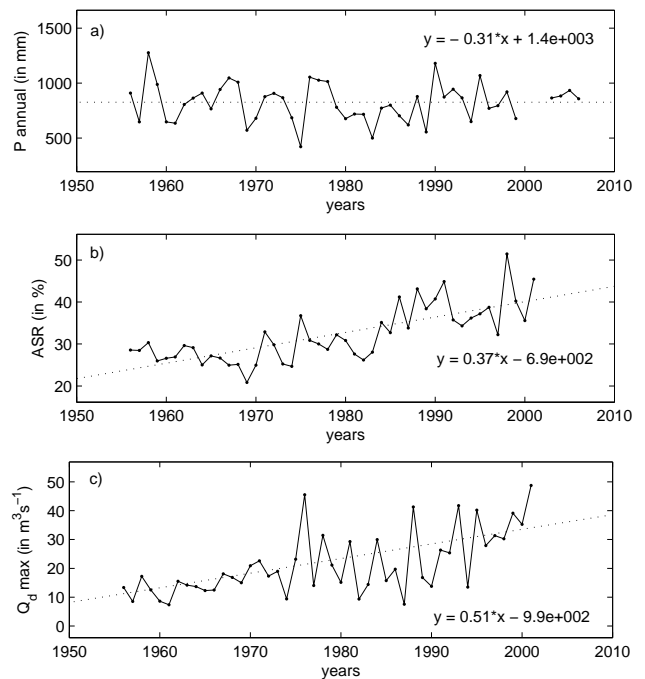 a)
y = − 0.31*x + 1.4e+003
1500
1000
500
P annual (in mm)
1950 1960 1970 1980 1990 2000 2010
years
b)
50
40
30
20
ASR (in %)
y = 0.37*x − 6.9e+002
1950 1960 1970 1980 1990 2000 2010
years
c)
50
40
30
20
10
0
Q_d max (in m³s⁻¹)
y = 0.51*x − 9.9e+002
1950 1960 1970 1980 1990 2000 2010
years